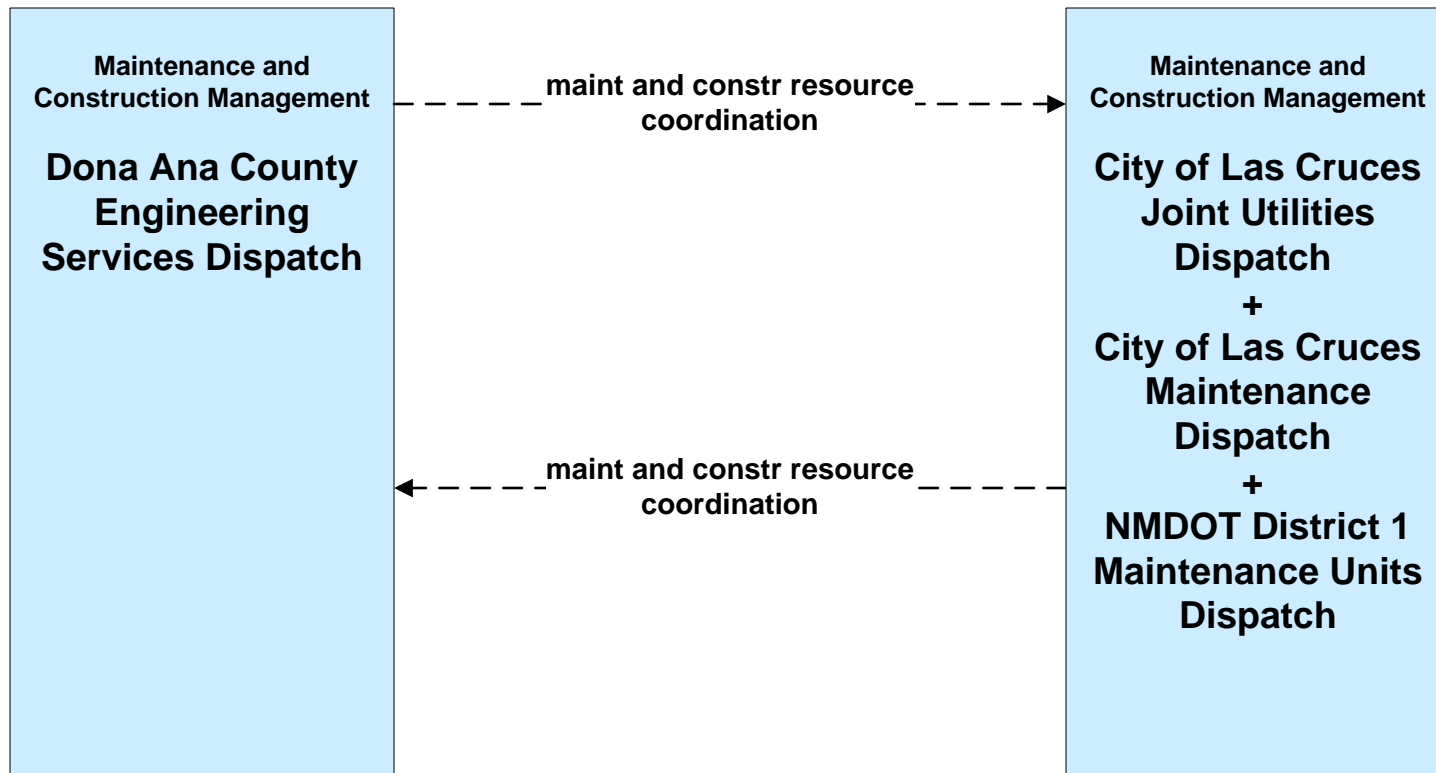 Maintenance and
Construction Management
Dona Ana County
Engineering
Services Dispatch
maint and constr resource
coordination
maint and constr resource
coordination
Maintenance and
Construction Management
City of Las Cruces
Joint Utilities
Dispatch
+
City of Las Cruces
Maintenance
Dispatch
+
NMDOT District 1
Maintenance Units
Dispatch